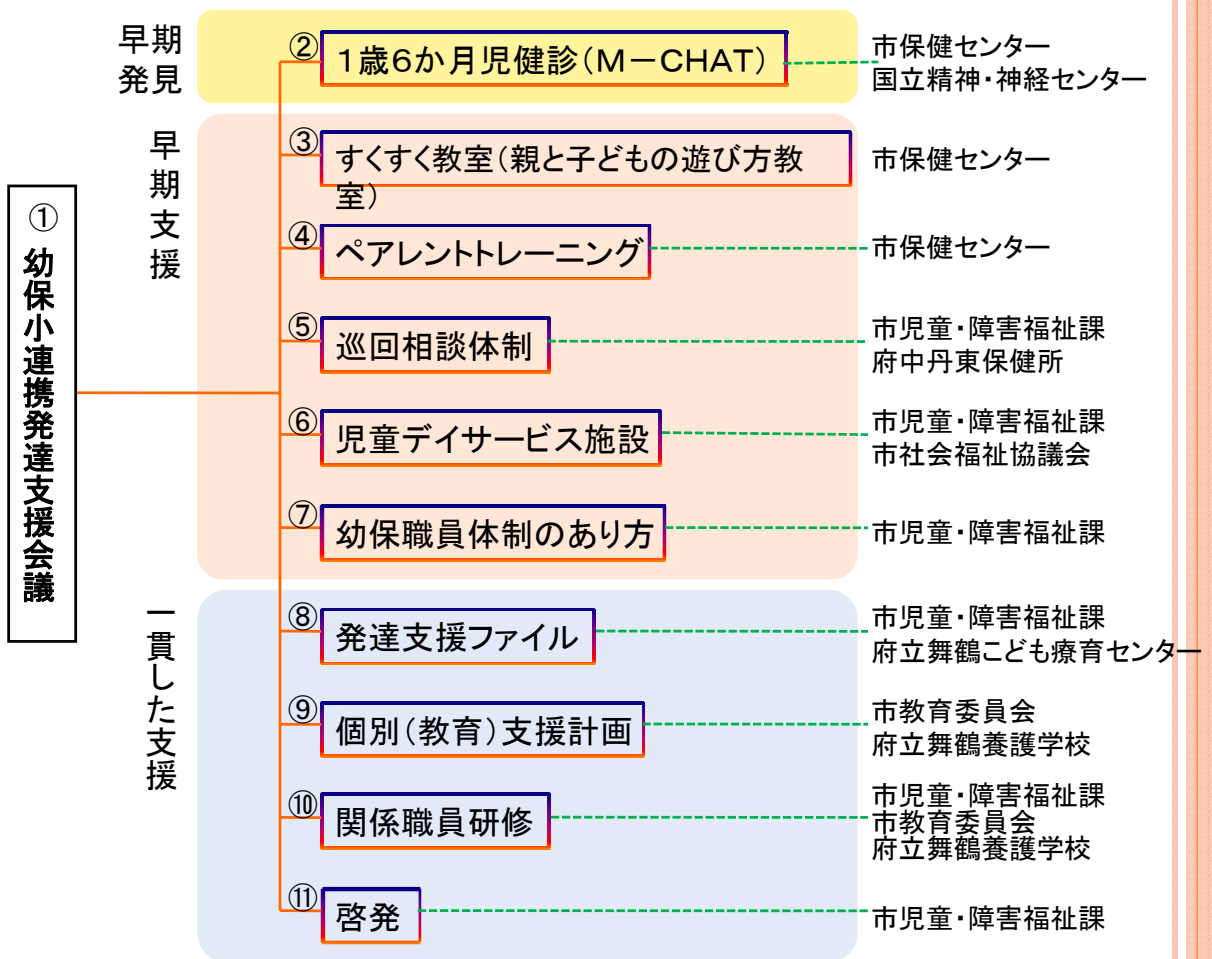 ①
幼保小連携発達支援会議
早期
発見
②
1歳6か月児健診(M-CHAT)
市保健センター
国立精神・神経センター
早期支援
③
すくすく教室(親と子どもの遊び方教
室)
市保健センター
④
ペアレントトレーニング
市保健センター
⑤
巡回相談体制
市児童・障害福祉課
府中丹東保健所
⑥
児童デイサービス施設
市児童・障害福祉課
市社会福祉協議会
⑦
幼保職員体制のあり方
市児童・障害福祉課
一貫した支援
⑧
発達支援ファイル
市児童・障害福祉課
府立舞鶴こども療育センター
⑨
個別(教育)支援計画
市教育委員会
府立舞鶴養護学校
⑩
関係職員研修
市児童・障害福祉課
市教育委員会
府立舞鶴養護学校
⑪
啓発
市児童・障害福祉課